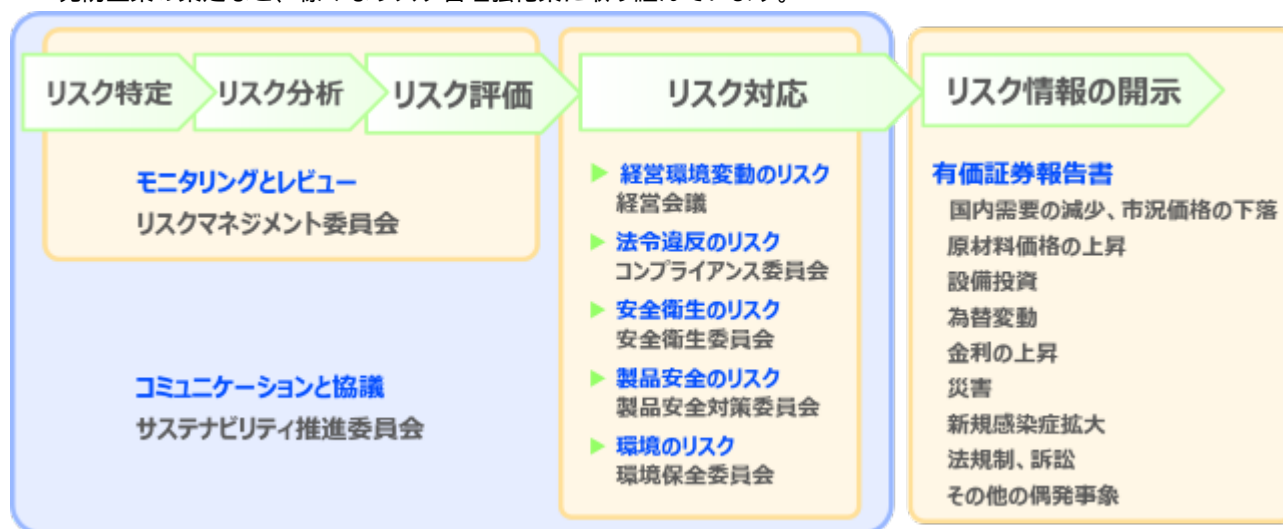 リスク特定
リスク分析
リスク評価
リスク対応
リスク情報の開示
モニタリングとレビュー
リスクマネジメント委員会
コミュニケーションと協議
サステナビリティ推進委員会
経営環境変動のリスク
経営会議
法令違反のリスク
コンプライアンス委員会
安全衛生のリスク
安全衛生委員会
製品安全のリスク
製品安全対策委員会
環境のリスク
環境保全委員会
有価証券報告書
国内需要の減少、市況価格の下落
原材料価格の上昇
設備投資
為替変動
金利の上昇
災害
新規感染症拡大
法規制、訴訟
その他の偶発事象